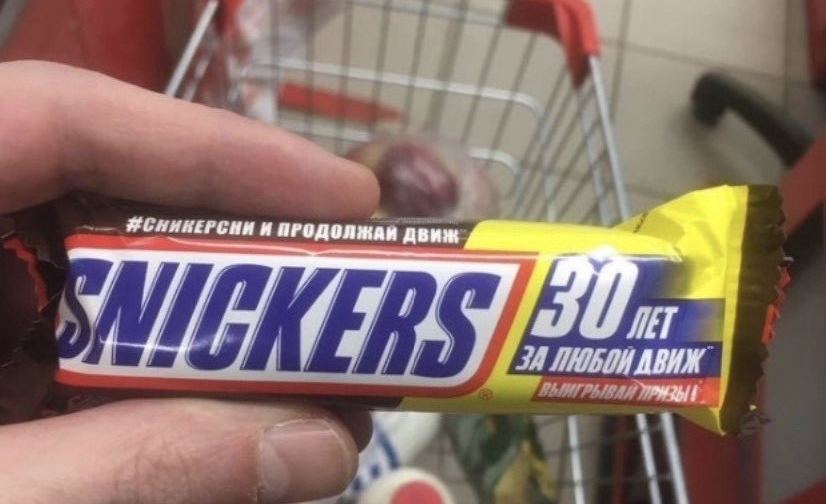 #СНИКЕРСНИ И ПРОДОЛЖАЙ ДВИЖ
SNICKERS
®
30
ЛЕТ
ЗА ЛЮБОЙ ДВИЖ
ВЫИГРЫВАЙ ПРИЗЫ!*